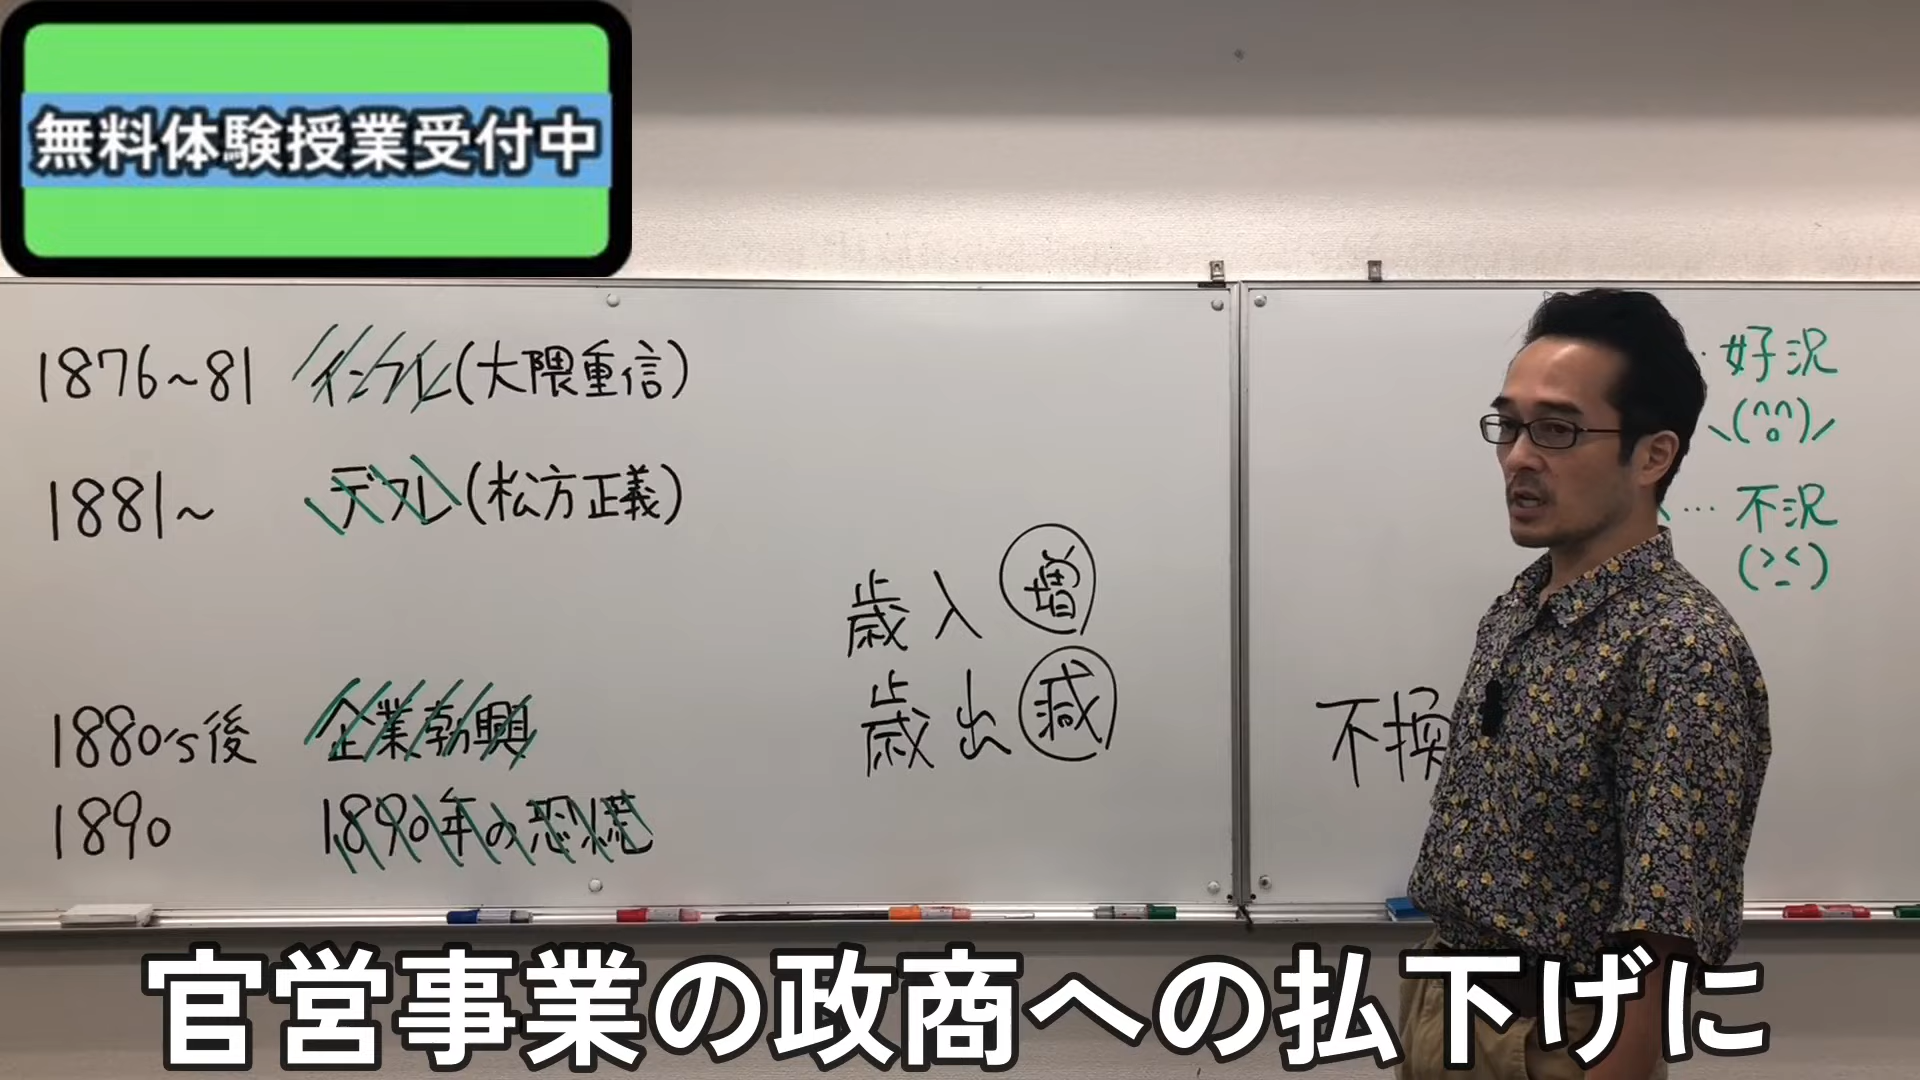 無料体験授業受付中
1876~81 インフレ(大隈重信)
1881~ デフレ(松方正義)
歳入 増
歳出 減
1880's後 企業勃興
1890 1890年の恐慌
好況
\(^o^)/
… 不況
(>_<)
不換
官営事業の政商への払下げに